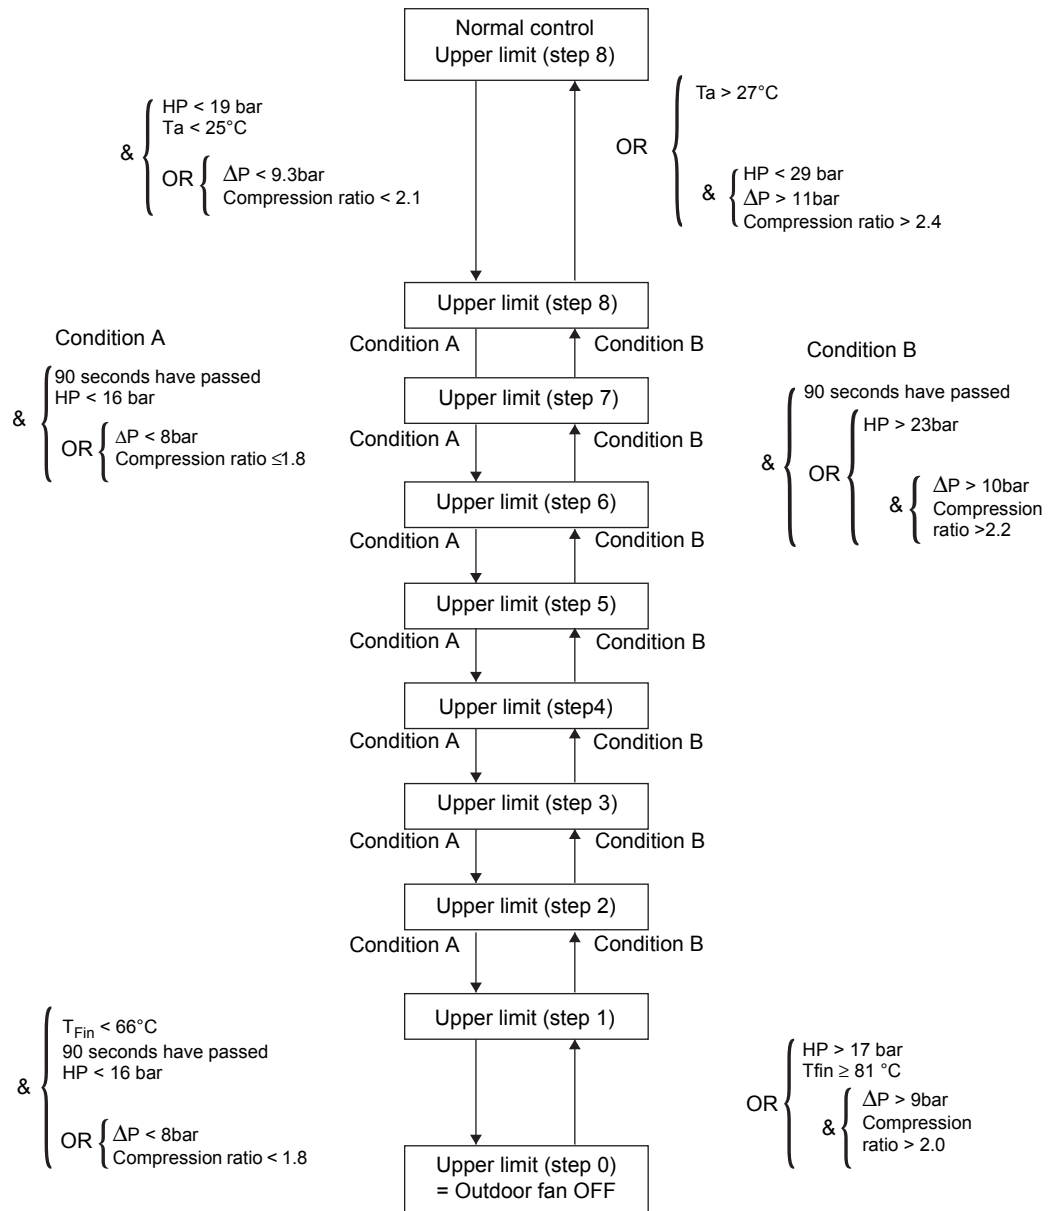 Normal control
Upper limit (step 8)
HP < 19 bar
Ta < 25°C
&
OR
ΔP < 9.3bar
Compression ratio < 2.1
Ta > 27°C
OR
&
HP < 29 bar
ΔP > 11bar
Compression ratio > 2.4
Upper limit (step 8)
Condition A
Condition B
Condition A
90 seconds have passed
HP < 16 bar
&
OR
ΔP < 8bar
Compression ratio ≤1.8
Condition B
90 seconds have passed
HP > 23bar
&
OR
&
ΔP > 10bar
Compression
ratio >2.2
Upper limit (step 7)
Condition A
Condition B
Upper limit (step 6)
Condition A
Condition B
Upper limit (step 5)
Condition A
Condition B
Upper limit (step4)
Condition A
Condition B
Upper limit (step 3)
Condition A
Condition B
Upper limit (step 2)
Condition A
Condition B
Upper limit (step 1)
TFin < 66°C
90 seconds have passed
HP < 16 bar
&
OR
ΔP < 8bar
Compression ratio < 1.8
HP > 17 bar
Tfin ≥ 81 °C
OR
&
ΔP > 9bar
Compression
ratio > 2.0
Upper limit (step 0)
= Outdoor fan OFF